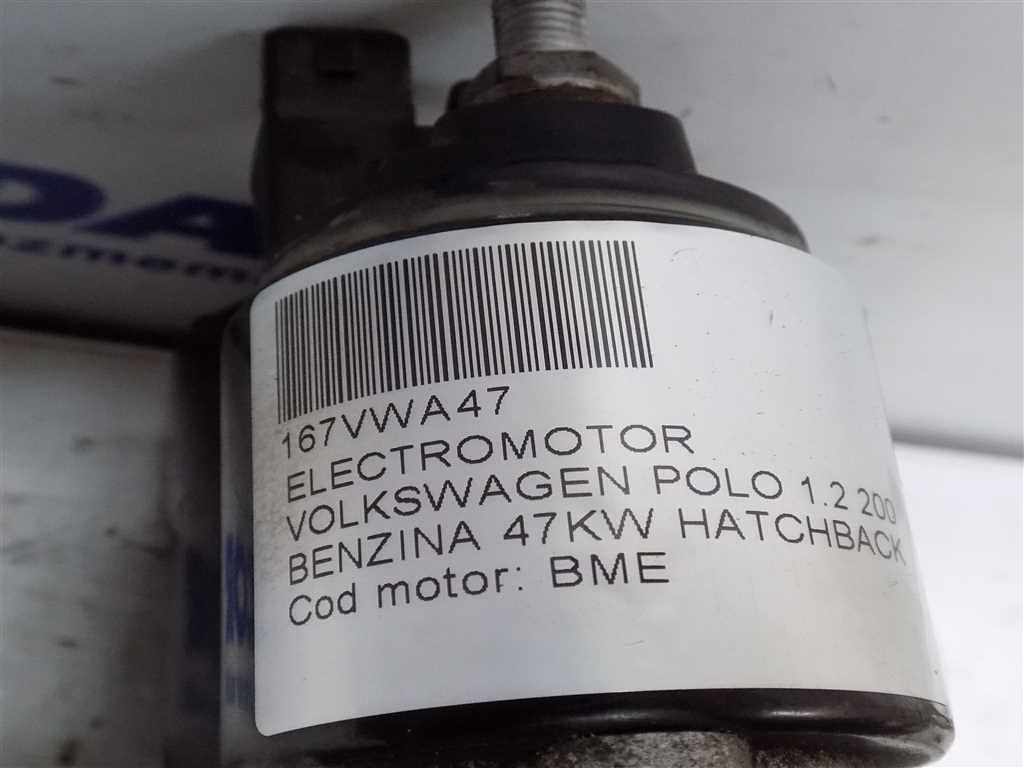 167VWA47
ELECTROMOTOR
VOLKSWAGEN POLO 1.2 200
BENZINA 47KW HATCHBACK
Cod motor: BME